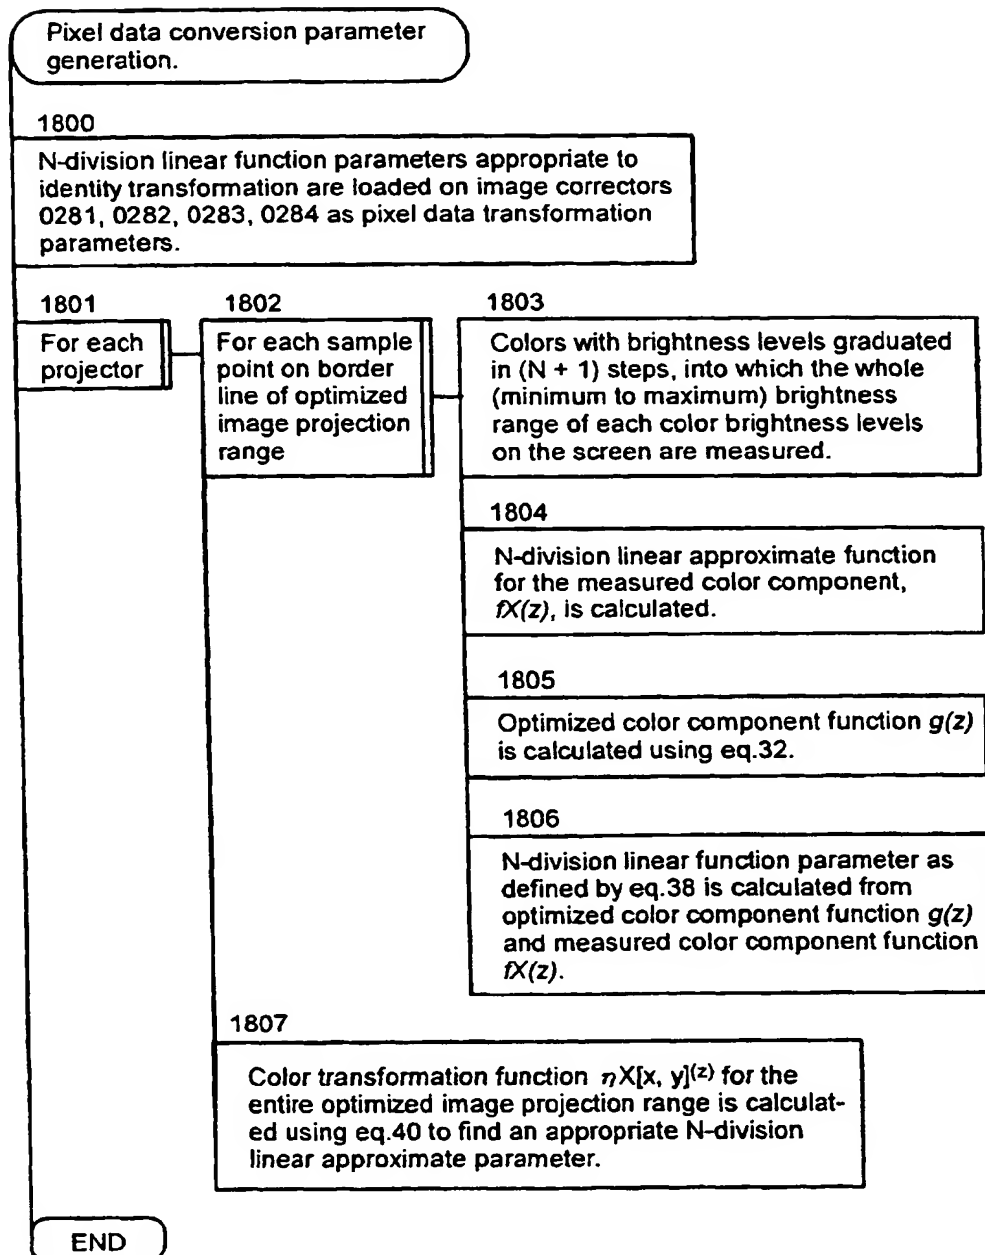 Pixel data conversion parameter
generation.
1800
N-division linear function parameters appropriate to
identity transformation are loaded on image correctors
0281, 0282, 0283, 0284 as pixel data transformation
parameters.
1801
For each
projector
1802
For each sample
point on border
line of optimized
image projection
range
1803
Colors with brightness levels graduated
in (N + 1) steps, into which the whole
(minimum to maximum) brightness
range of each color brightness levels
on the screen are measured.
1804
N-division linear approximate function
for the measured color component,
fX(z), is calculated.
1805
Optimized color component function g(z)
is calculated using eq.32.
1806
N-division linear function parameter as
defined by eq.38 is calculated from
optimized color component function g(z)
and measured color component function
fX(z).
1807
Color transformation function ηX[x, y](z) for the
entire optimized image projection range is calculat-
ed using eq.40 to find an appropriate N-division
linear approximate parameter.
END